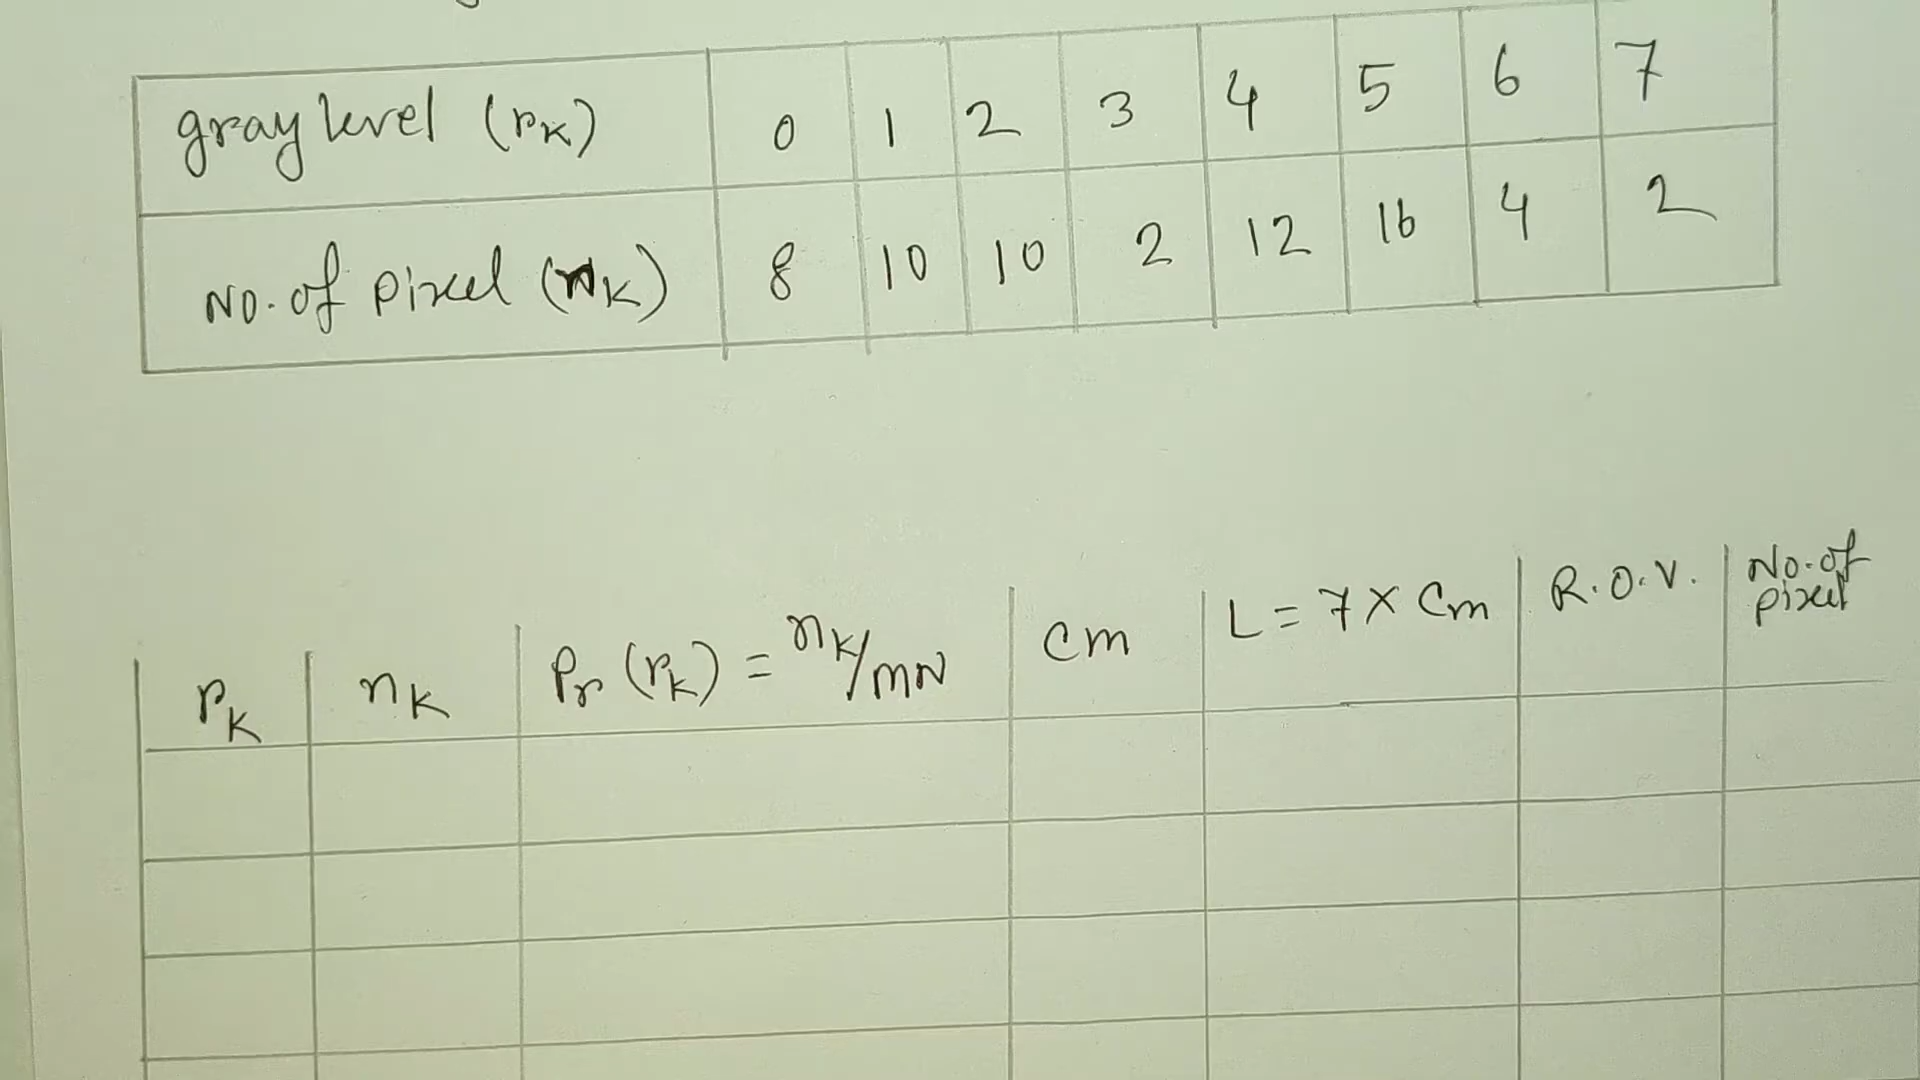 gray level (rk) 0 1 2 3 4 5 6 7
No. of pixel (nk) 8 10 10 2 12 16 4 2
rk nk Pr (rk) = nk/MN Cm L = 7 × Cm R.O.V. No. of pixel